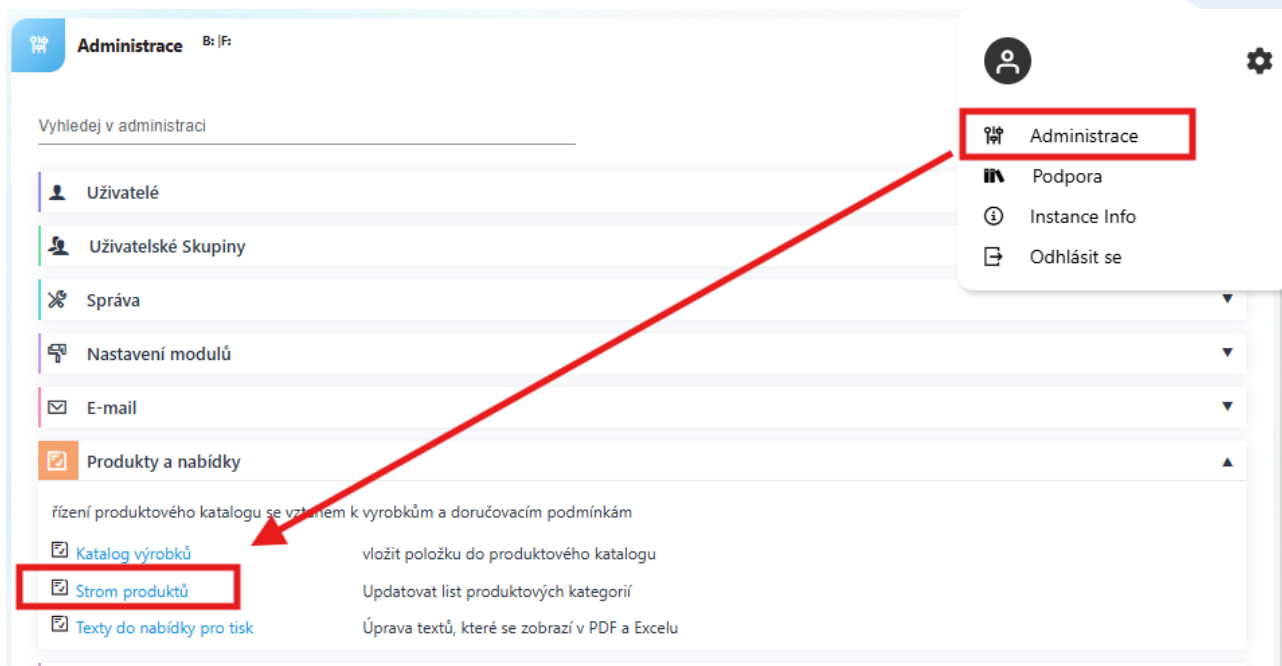 Administrace B: |F:
Vyhledej v administraci
Uživatelé
Uživatelské Skupiny
Správa
Nastavení modulů
E-mail
Produkty a nabídky
řízení produktového katalogu se vztahem k vyrobkům a doručovacím podmínkám
Katalog výrobků vložit položku do produktového katalogu
Strom produktů Updatovat list produktových kategorií
Texty do nabídky pro tisk Úprava textů, které se zobrazí v PDF a Excelu
Administrace
Podpora
Instance Info
Odhlásit se